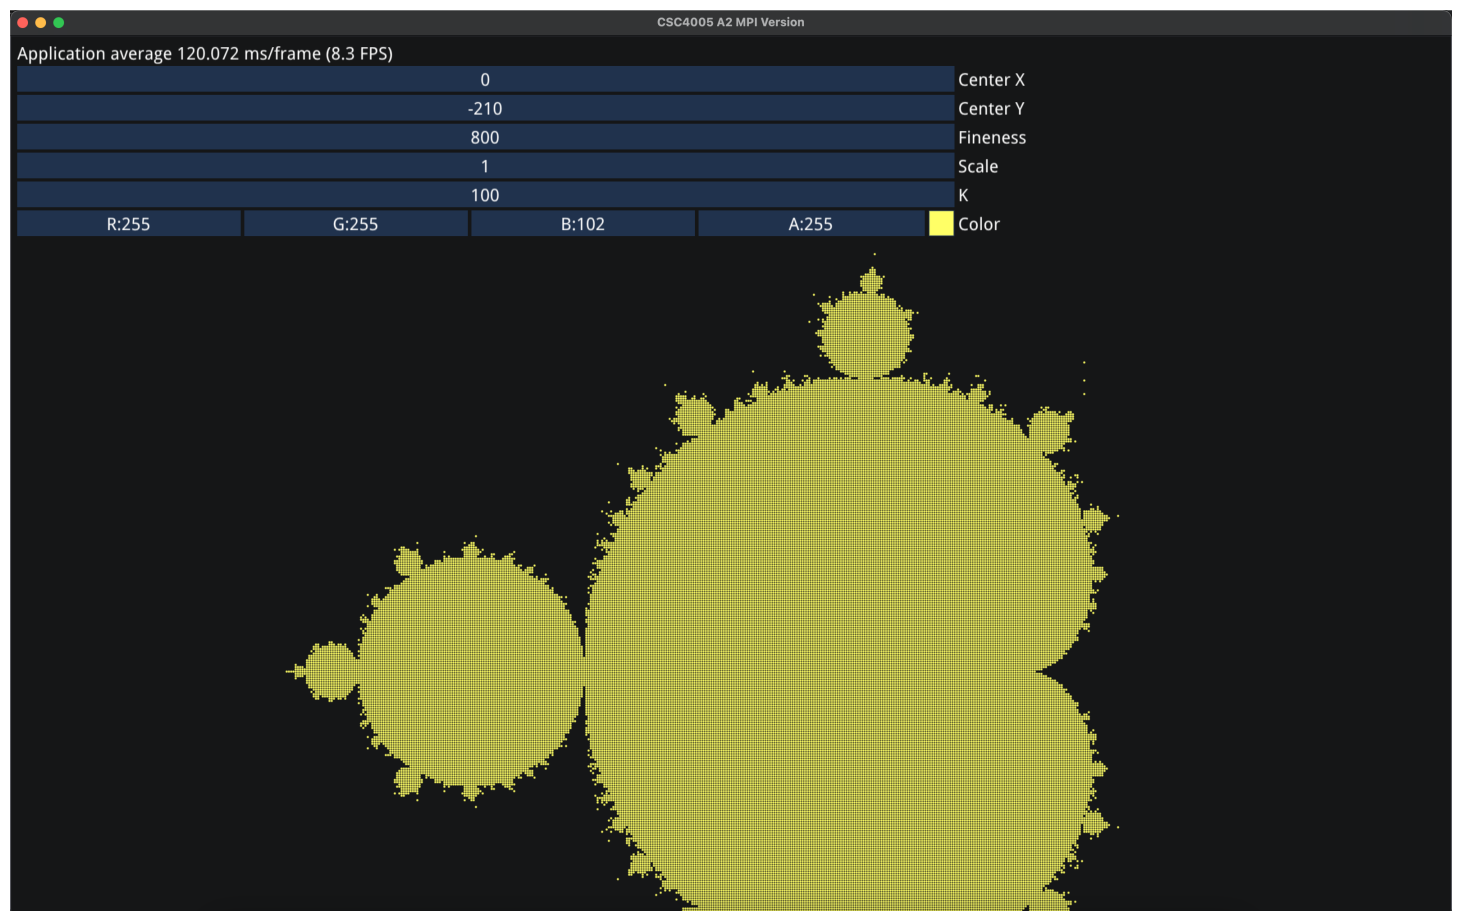 CSC4005 A2 MPI Version
Application average 120.072 ms/frame (8.3 FPS)
0 Center X
-210 Center Y
800 Fineness
1 Scale
100 K
R:255 G:255 B:102 A:255 Color